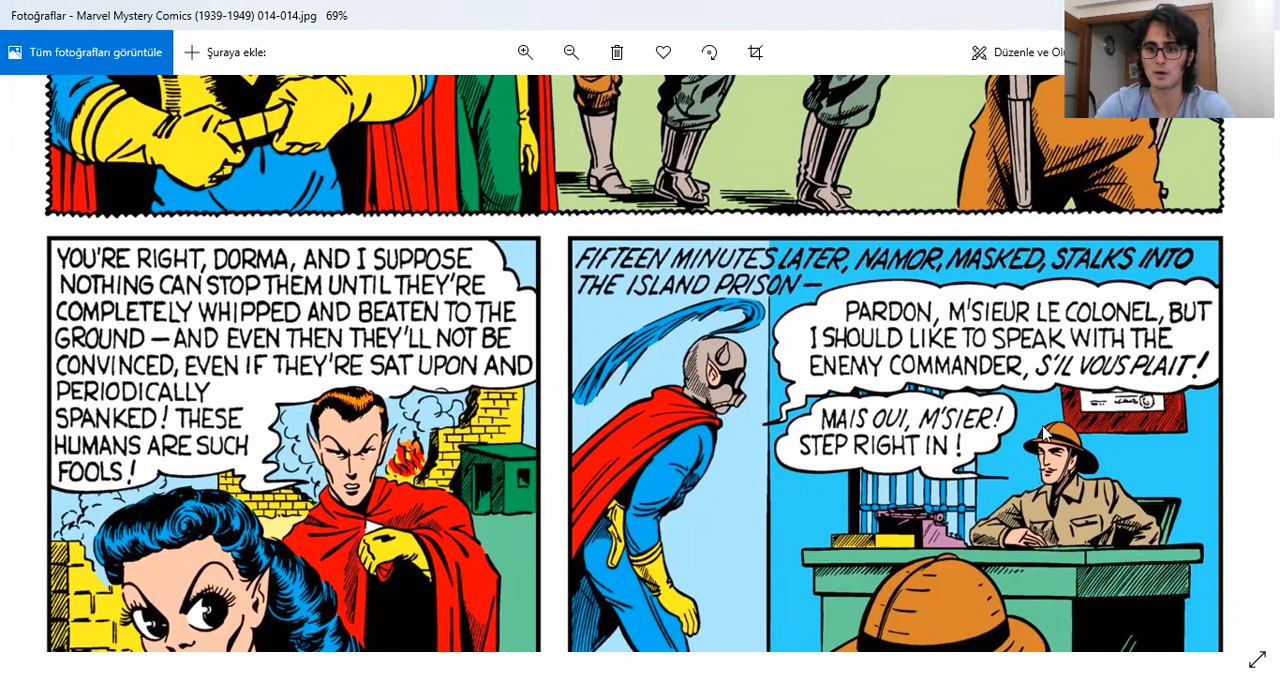 Fotoğraflar - Marvel Mystery Comics (1939-1949) 014-014.jpg 69%
Tüm fotoğrafları görüntüle
Şuraya ekle:
Düzenle ve
YOU'RE RIGHT, DORMA, AND I SUPPOSE
NOTHING CAN STOP THEM UNTIL THEY'RE
COMPLETELY WHIPPED AND BEATEN TO THE
GROUND — AND EVEN THEN THEY'LL NOT BE
CONVINCED, EVEN IF THEY'RE SAT UPON AND
PERIODICALLY
SPANKED! THESE
HUMANS ARE SUCH
FOOLS!
FIFTEEN MINUTES LATER, NAMOR, MASKED, STALKS INTO
THE ISLAND PRISON —
PARDON, M'SIEUR LE COLONEL, BUT
I SHOULD LIKE TO SPEAK WITH THE
ENEMY COMMANDER, S'IL VOUS PLAIT!
MAIS OUI, M'SIER!
STEP RIGHT IN!